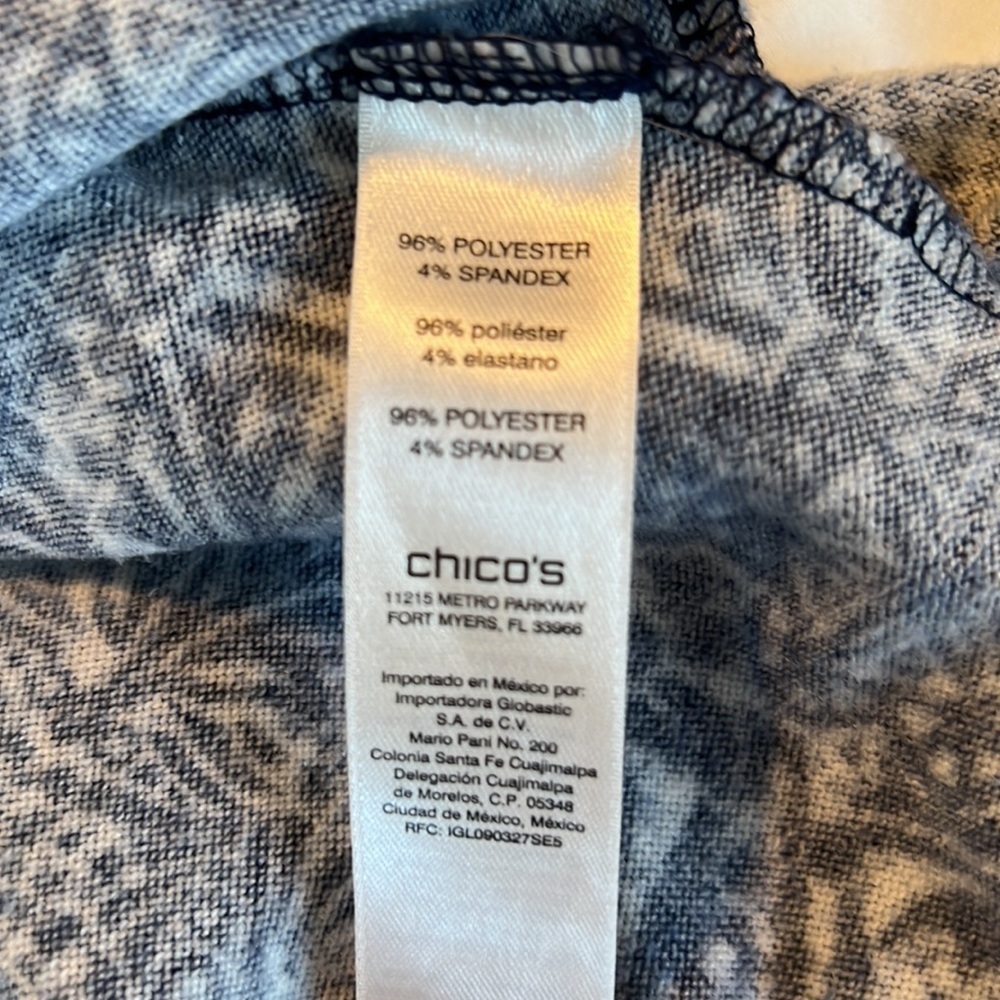 96% POLYESTER
4% SPANDEX
96% poliéster
4% elastano
96% POLYESTER
4% SPANDEX
chico's
11215 METRO PARKWAY
FORT MYERS, FL 33966
Importado en México por:
Importadora Globastic
S.A. de C.V.
Mario Pani No. 200
Colonia Santa Fe Cuajimalpa
Delegación Cuajimalpa
de Morelos, C.P. 05348
Ciudad de México, México
RFC: IGL090327SE5